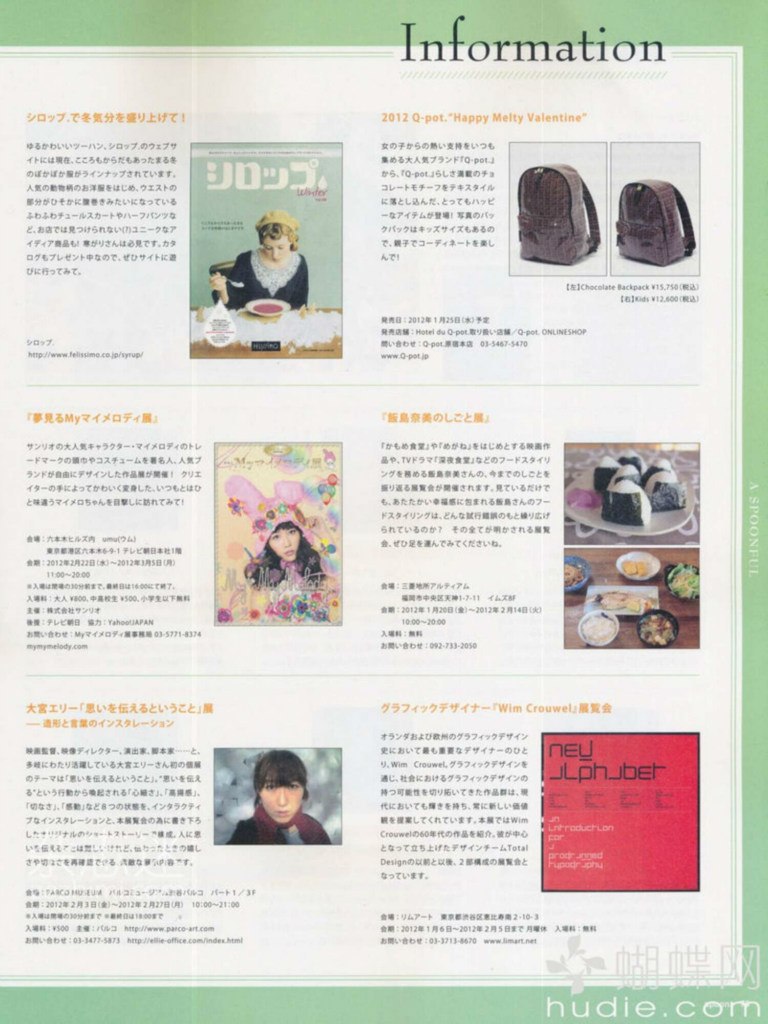 Information
シロップ.で冬気分を盛り上げて!
ゆるかわいいツーハン、シロップ.のウェブサ
イトには現在、こころもからだもあったまる冬
のぽかぽか服がラインナップされています。
人気の動物柄のお洋服をはじめ、ウエストの
部分がひそかに腹巻きみたいになっている
ふわふわチュールスカートやハーフパンツな
ど、お店では見つけられない(?)ユニークなア
イディア商品も! 寒がりさんは必見です。カタ
ログもプレゼント中なので、ぜひサイトに遊
びに行ってみて。
シロップ.
http://www.felissimo.co.jp/syrup/
シロップ.
Winter
2012 Q-pot."Happy Melty Valentine"
女の子からの熱い支持をいつも
集める大人気ブランド『Q-pot.』
から、『Q-pot.』らしさ満載のチョ
コレートモチーフをテキスタイル
に落とし込んだ、とってもハッピ
ーなアイテムが登場! 写真のバッ
クパックはキッズサイズもあるの
で、親子でコーディネートを楽し
んで!
【左】Chocolate Backpack ¥15,750(税込)
【右】Kids ¥12,600(税込)
発売日:2012年1月25日(水)予定
発売店舗:Hotel du Q-pot.取り扱い店舗/Q-pot. ONLINESHOP
問い合わせ:Q-pot.原宿本店 03-5467-5470
www.Q-pot.jp
『夢見るMyマイメロディ展』
サンリオの大人気キャラクター・マイメロディのトレ
ードマークの頭巾やコスチュームを著名人、人気ブ
ランドが自由にデザインした作品展が開催! クリエ
イターの手によってかわいく変身した、いつもとはひ
と味違うマイメロちゃんを目撃しに訪れてみて!
会場:六本木ヒルズ内 umu(ウム)
東京都港区六本木6-9-1 テレビ朝日本社1階
会期:2012年2月22日(水)~2012年3月5日(月)
11:00~20:00
※入場は閉場の30分前まで。最終日は16:00にて終了。
入場料:大人 ¥800、中高校生 ¥500、小学生以下無料
主催:株式会社サンリオ
後援:テレビ朝日 協力:Yahoo!JAPAN
お問い合わせ:Myマイメロディ展事務局 03-5771-8374
mymymelody.com
Myマイメロディ展
『飯島奈美のしごと展』
『かもめ食堂』や『めがね』をはじめとする映画作
品や、TVドラマ『深夜食堂』などのフードスタイリ
ングを務める飯島奈美さんの、今までのしごとを
振り返る展覧会が開催されます。見ているだけで
も、あたたかい幸福感に包まれる飯島さんのフー
ドスタイリングは、どんな試行錯誤のもと繰り広げ
られているのか? その全てが明かされる展覧
会、ぜひ足を運んでみてくださいね。
会場:三菱地所アルティアム
福岡市中央区天神1-7-11 イムズ8F
会期:2012年1月20日(金)~2012年2月14日(火)
10:00~20:00
入場料:無料
お問い合わせ:092-733-2050
A SPOONFUL
大宮エリー「思いを伝えるということ」展
——造形と言葉のインスタレーション
映画監督、映像ディレクター、演出家、脚本家……と、
多岐にわたり活躍している大宮エリーさん初の個展
のテーマは「思いを伝えるということ」。"思いを伝え
る"という行動から喚起される「心細さ」、「高揚感」、
「切なさ」、「感動」など8つの状態を、インタラクティ
ブなインスタレーションと、本展覧会の為に書き下ろ
したオリジナルのショートストーリーで構成。人に思
いを伝えることは難しいけれど、伝わったときの嬉し
さや切なさを再確認できる、素敵な展示内容です。
会場:PARCO MUSEUM パルコミュージアム渋谷パルコ パート1/3F
会期:2012年2月3日(金)~2012年2月27日(月) 10:00~21:00
※入場は閉場の30分前まで ※最終日は18:00まで
入場料:¥500 主催:パルコ http://www.parco-art.com
お問い合わせ:03-3477-5873 http://ellie-office.com/index.html
グラフィックデザイナー『Wim Crouwel』展覧会
オランダおよび欧州のグラフィックデザイン
史において最も重要なデザイナーのひと
り、Wim Crouwel。グラフィックデザインを
通し、社会におけるグラフィックデザインの
持つ可能性を切り拓いてきた作品群は、現
代においても輝きを持ち、常に新しい価値
観を提案してくれています。本展ではWim
Crouwelの60年代の作品を紹介。彼が中心
となって立ち上げたデザインチームTotal
Designの以前と以後、2部構成の展覧会と
なっています。
new alphabet
an
introduction
for
a
programmed
typography
会場:リムアート 東京都渋谷区恵比寿南2-10-3
会期:2012年1月6日~2012年2月5日まで 月曜休 入場料:無料
お問い合わせ:03-3713-8670 www.limart.net
蝴蝶网
hudie.com